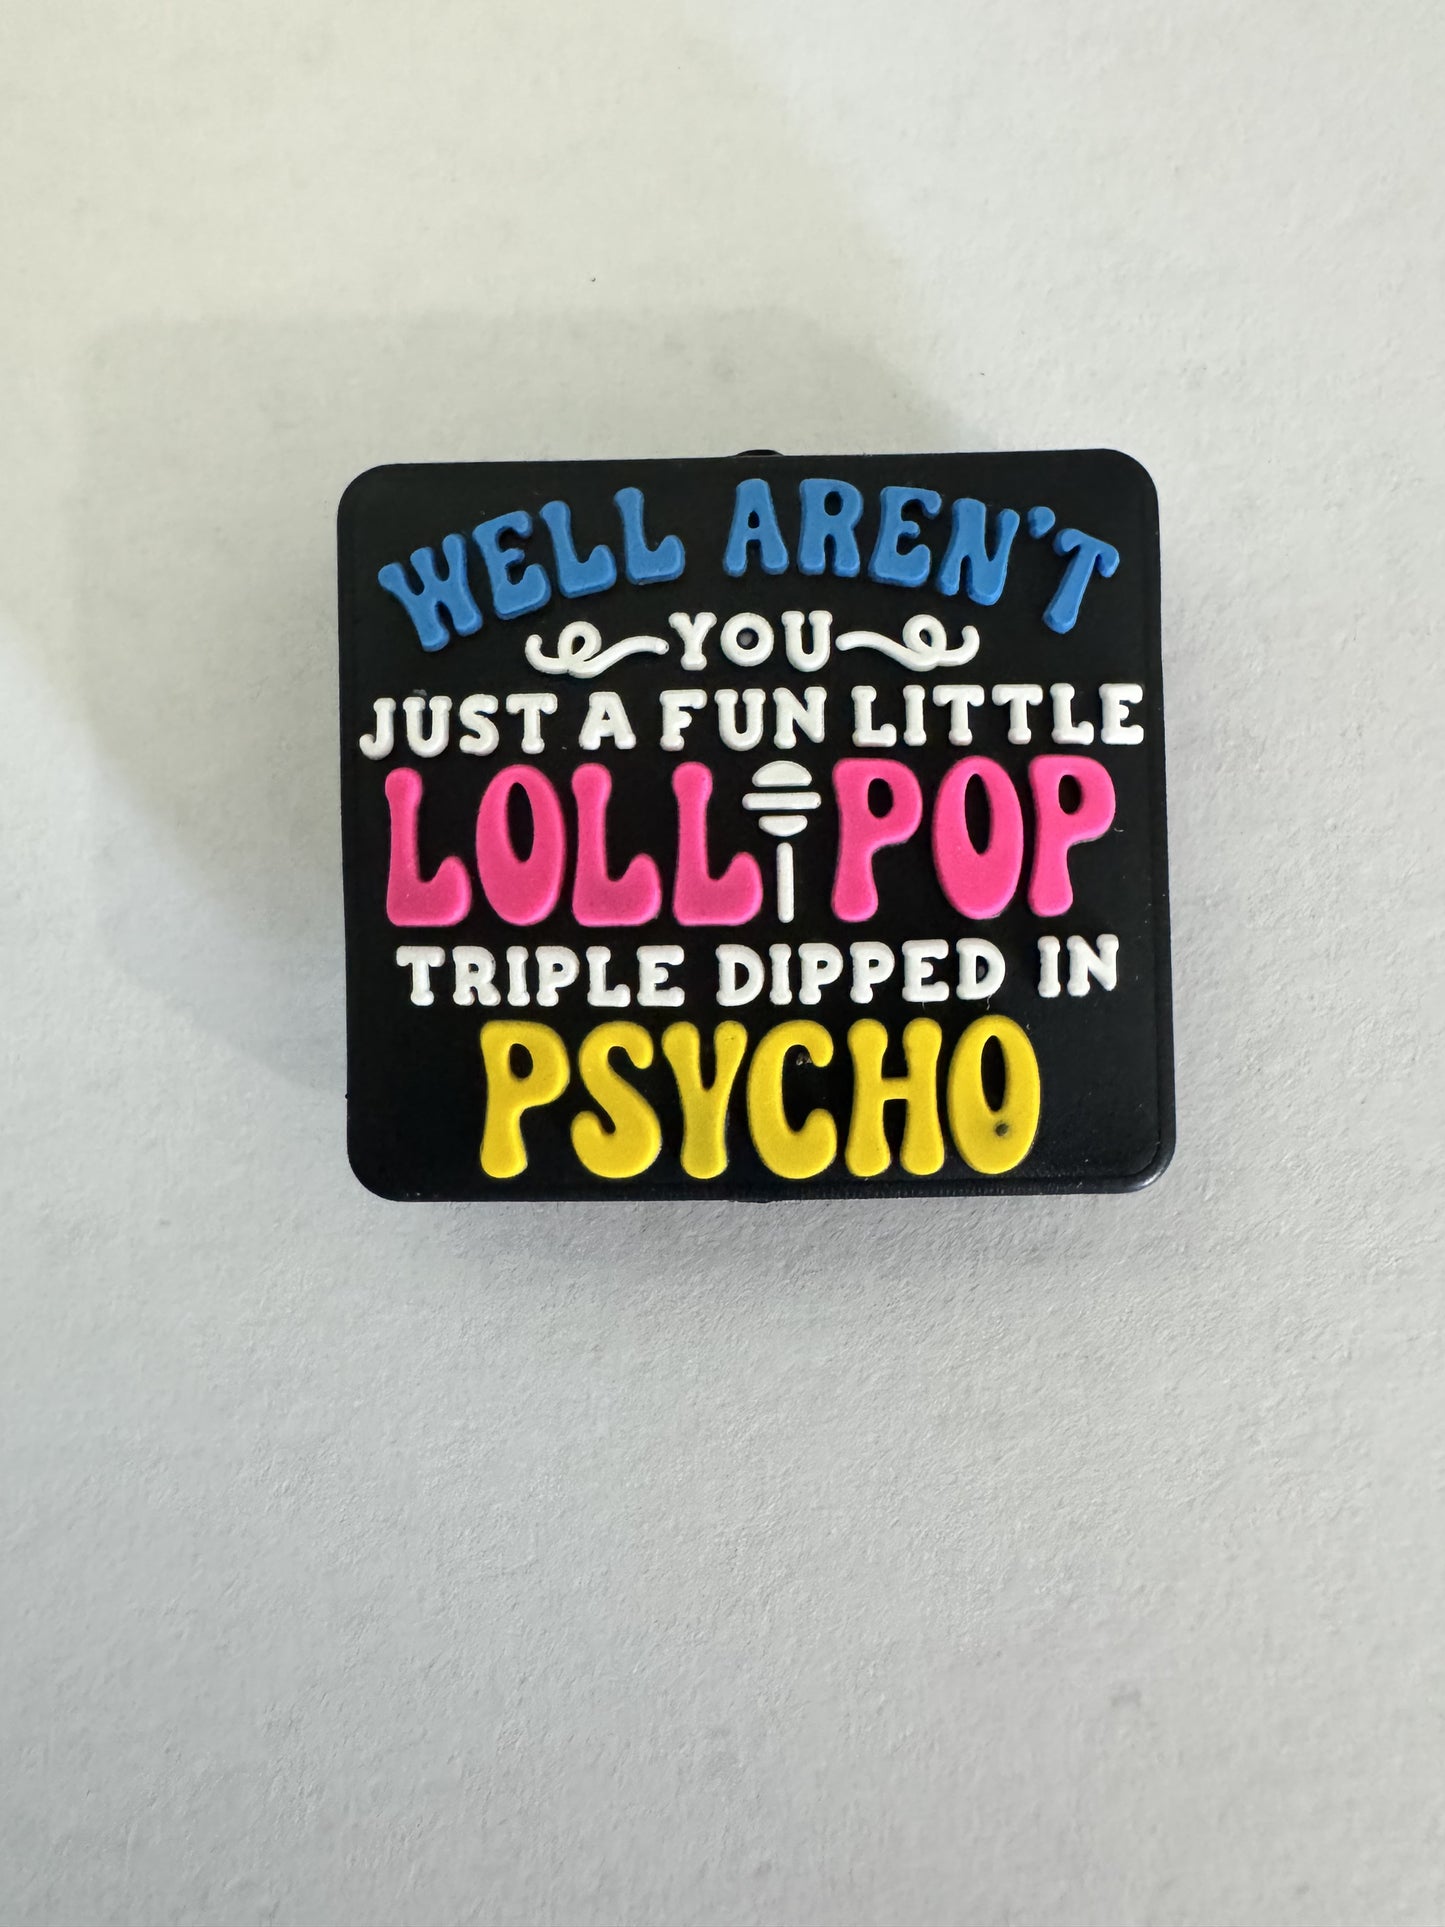 WELL AREN'T
YOU
JUST A FUN LITTLE
LOLLIPOP
TRIPLE DIPPED IN
PSYCHO